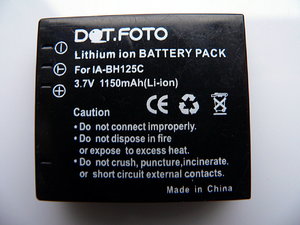 DOT.FOTO
Lithium ion BATTERY PACK
For IA-BH125C
3.7V 1150mAh(Li-ion)
CE
Caution:
• Do not connect improperly.
• Do not dispose in fire
or expose to excess heat.
• Do not crush, puncture,incinerate,
or short external contacts.
Made in China